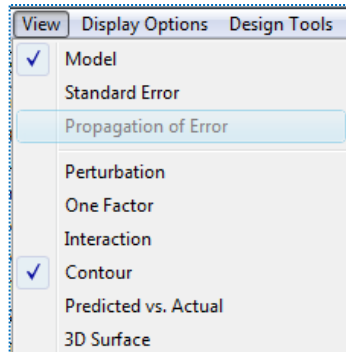 View Display Options Design Tools
Model
Standard Error
Propagation of Error
Perturbation
One Factor
Interaction
Contour
Predicted vs. Actual
3D Surface